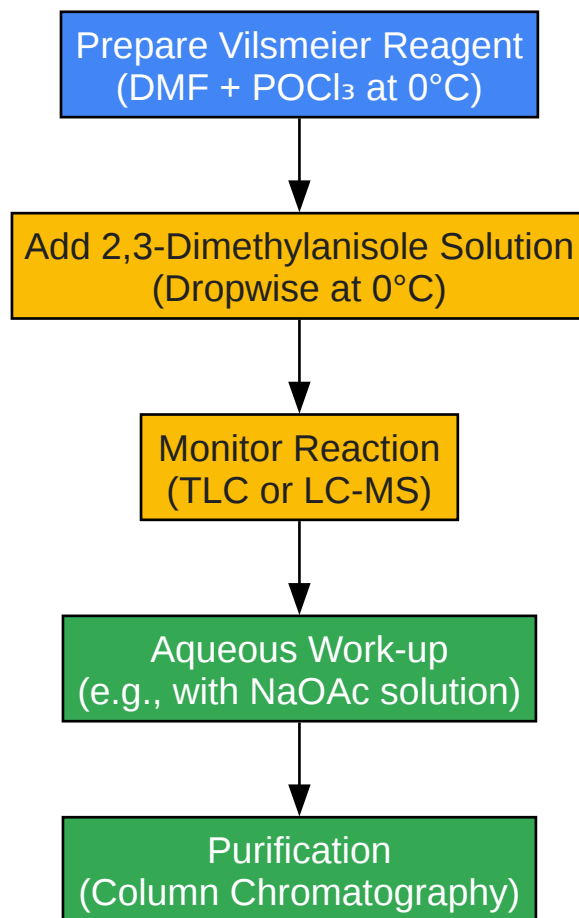 Prepare Vilsmeier Reagent
(DMF + POCl₃ at 0°C)
Add 2,3-Dimethylanisole Solution
(Dropwise at 0°C)
Monitor Reaction
(TLC or LC-MS)
Aqueous Work-up
(e.g., with NaOAc solution)
Purification
(Column Chromatography)